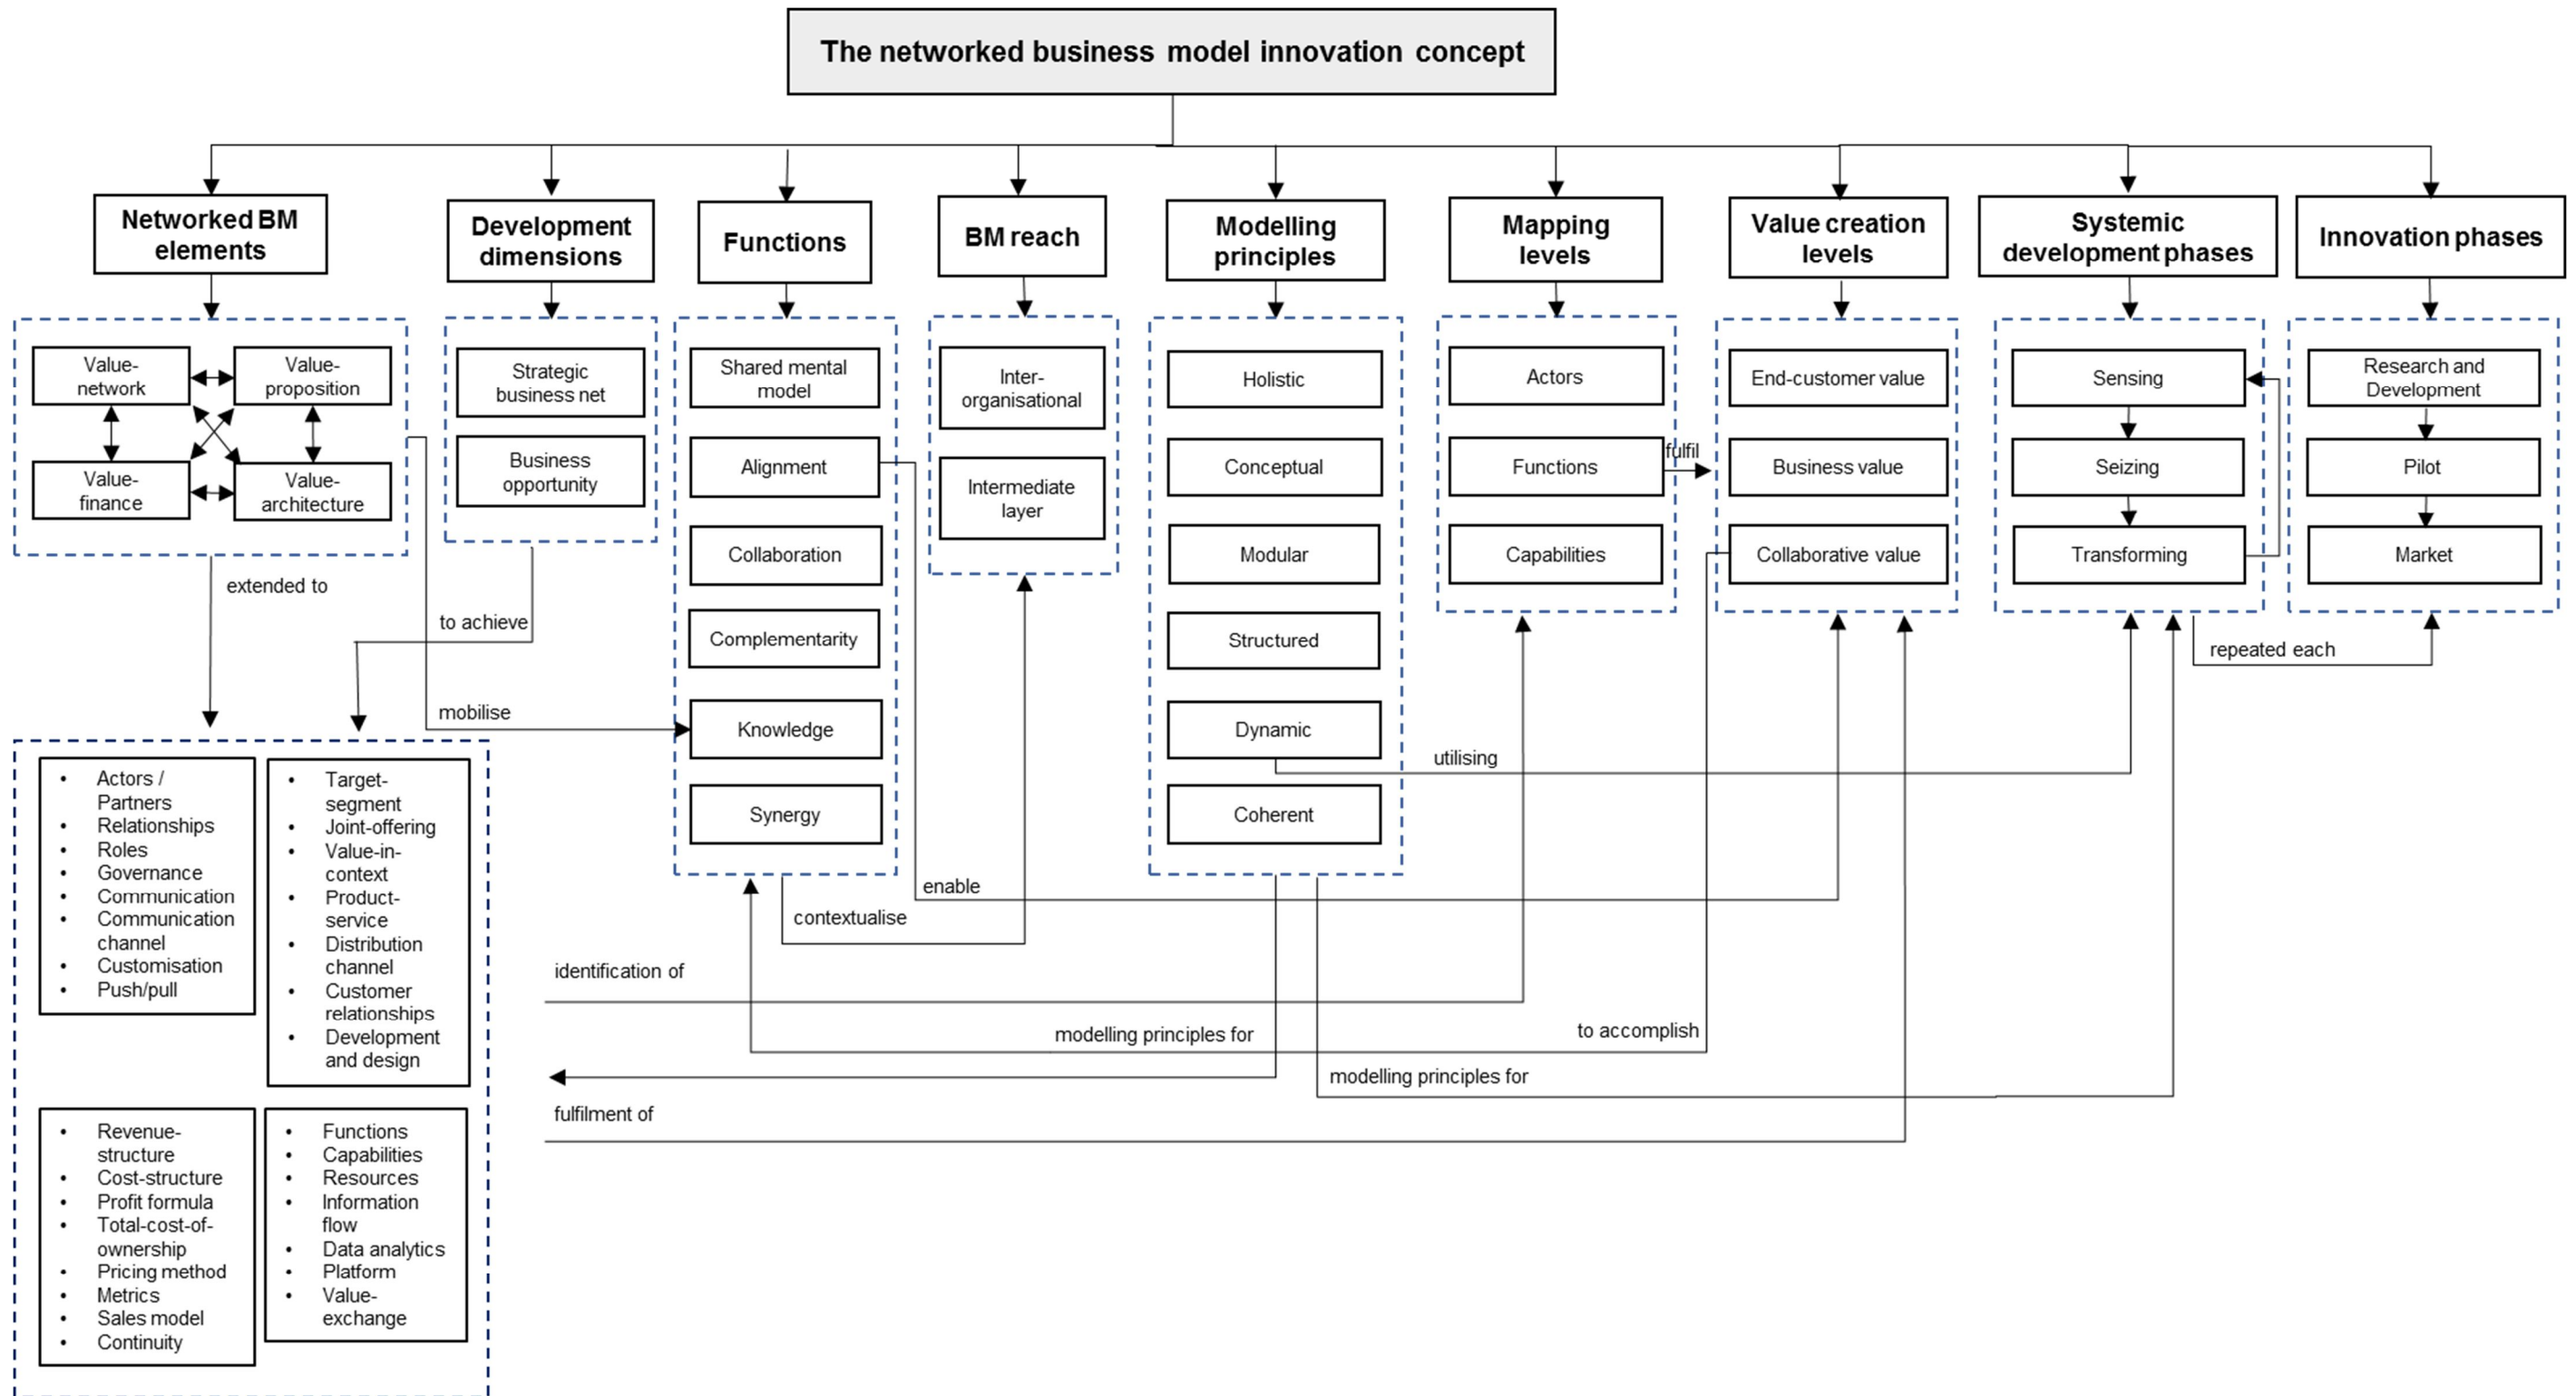 The networked business model innovation concept
Networked BM
elements
Development
dimensions
Functions
BM reach
Modelling
principles
Mapping
levels
Value creation
levels
Systemic
development phases
Innovation phases
Value-
network
Value-
proposition
Value-
finance
Value-
architecture
Strategic
business net
Business
opportunity
Shared mental
model
Alignment
Collaboration
Complementarity
Knowledge
Synergy
Inter-
organisational
Intermediate
layer
Holistic
Conceptual
Modular
Structured
Dynamic
Coherent
Actors
Functions
Capabilities
fulfil
End-customer value
Business value
Collaborative value
Sensing
Seizing
Transforming
Research and
Development
Pilot
Market
extended to
to achieve
mobilise
repeated each
utilising
enable
contextualise
identification of
modelling principles for
to accomplish
modelling principles for
fulfilment of
• Actors /
Partners
• Relationships
• Roles
• Governance
• Communication
• Communication
channel
• Customisation
• Push/pull
• Target-
segment
• Joint-offering
• Value-in-
context
• Product-
service
• Distribution
channel
• Customer
relationships
• Development
and design
• Revenue-
structure
• Cost-structure
• Profit formula
• Total-cost-of-
ownership
• Pricing method
• Metrics
• Sales model
• Continuity
• Functions
• Capabilities
• Resources
• Information
flow
• Data analytics
• Platform
• Value-
exchange